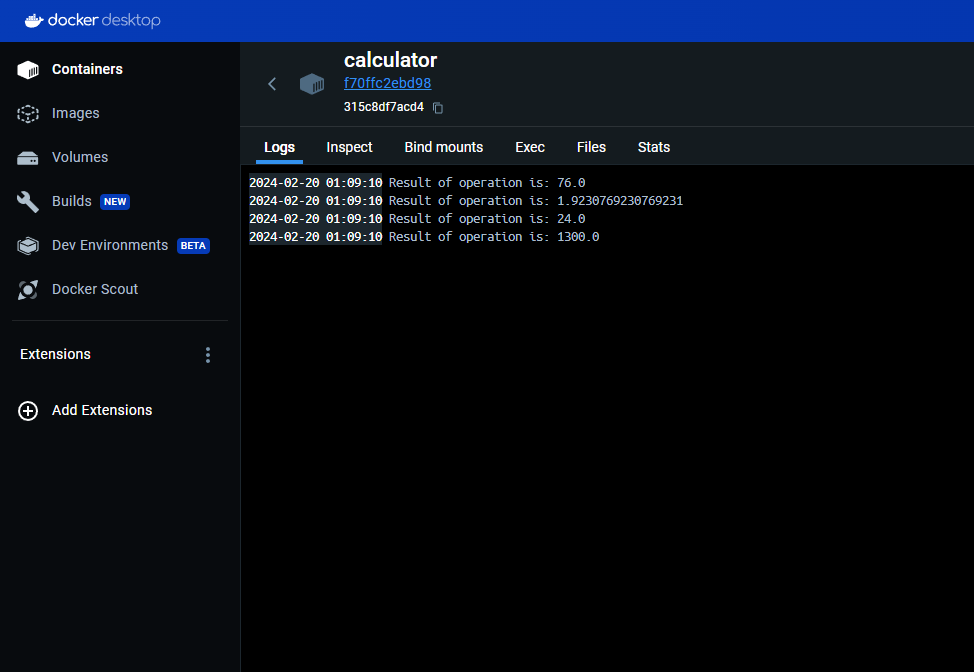 docker desktop
Containers
Images
Volumes
Builds NEW
Dev Environments BETA
Docker Scout
Extensions
Add Extensions
calculator
f70ffc2ebd98
315c8df7acd4
Logs Inspect Bind mounts Exec Files Stats
2024-02-20 01:09:10 Result of operation is: 76.0
2024-02-20 01:09:10 Result of operation is: 1.9230769230769231
2024-02-20 01:09:10 Result of operation is: 24.0
2024-02-20 01:09:10 Result of operation is: 1300.0